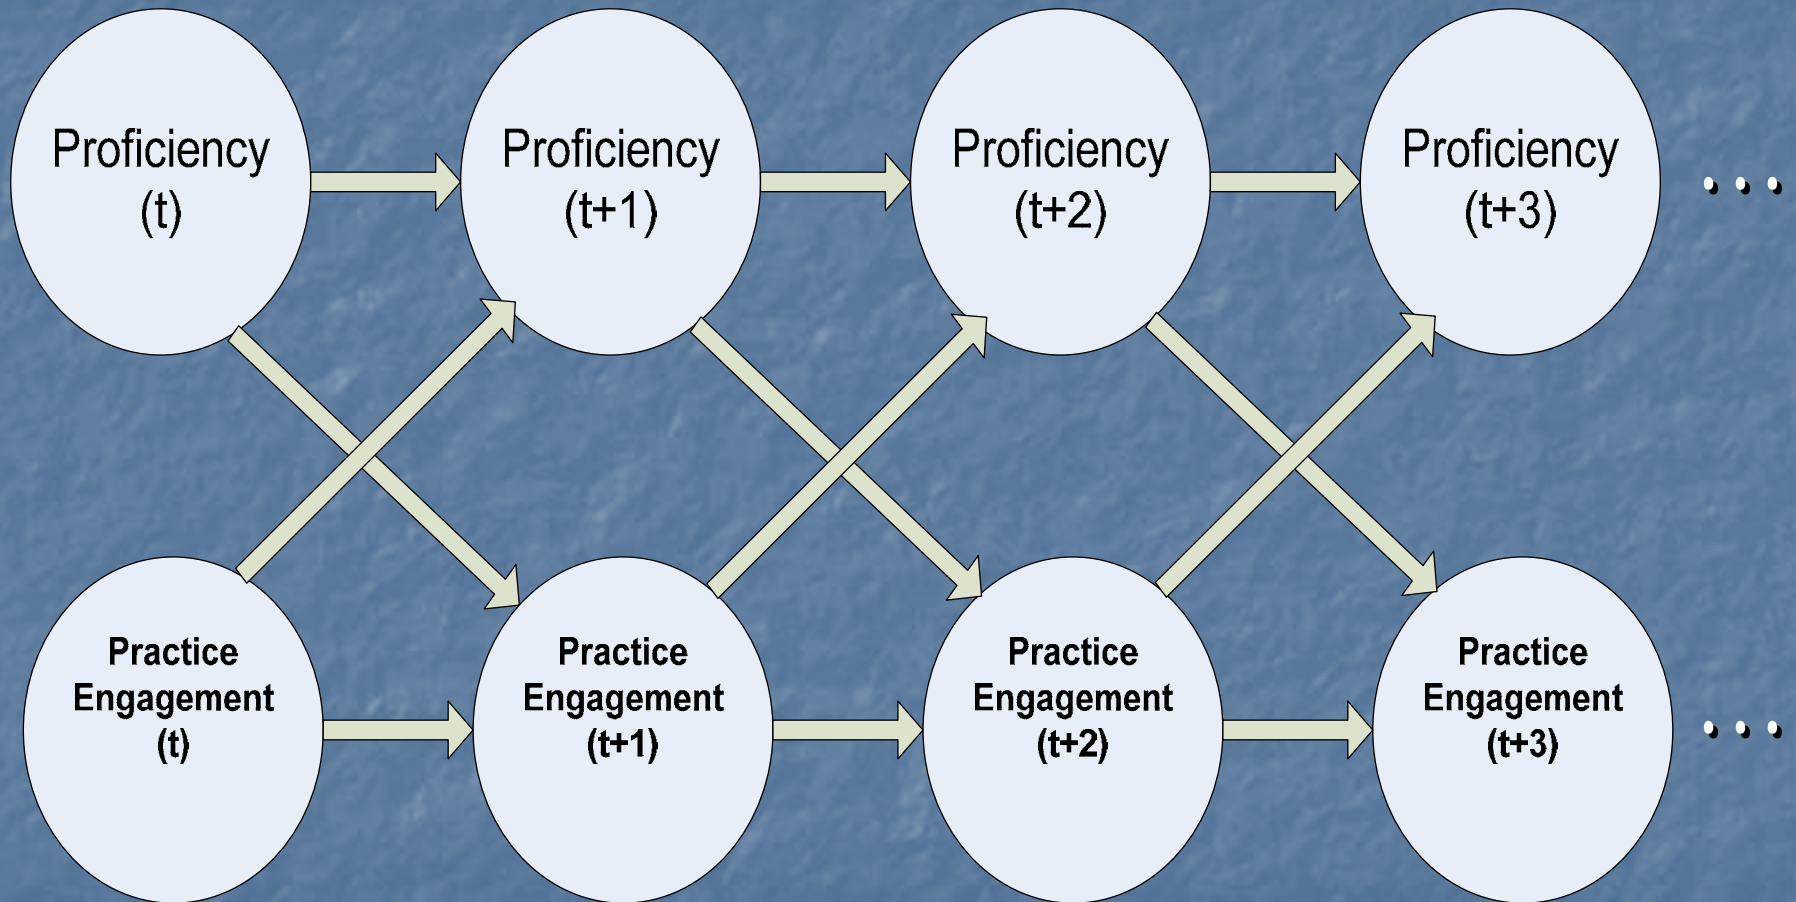 Proficiency
(t)
Proficiency
(t+1)
Proficiency
(t+2)
Proficiency
(t+3)
...
Practice
Engagement
(t)
Practice
Engagement
(t+1)
Practice
Engagement
(t+2)
Practice
Engagement
(t+3)
...